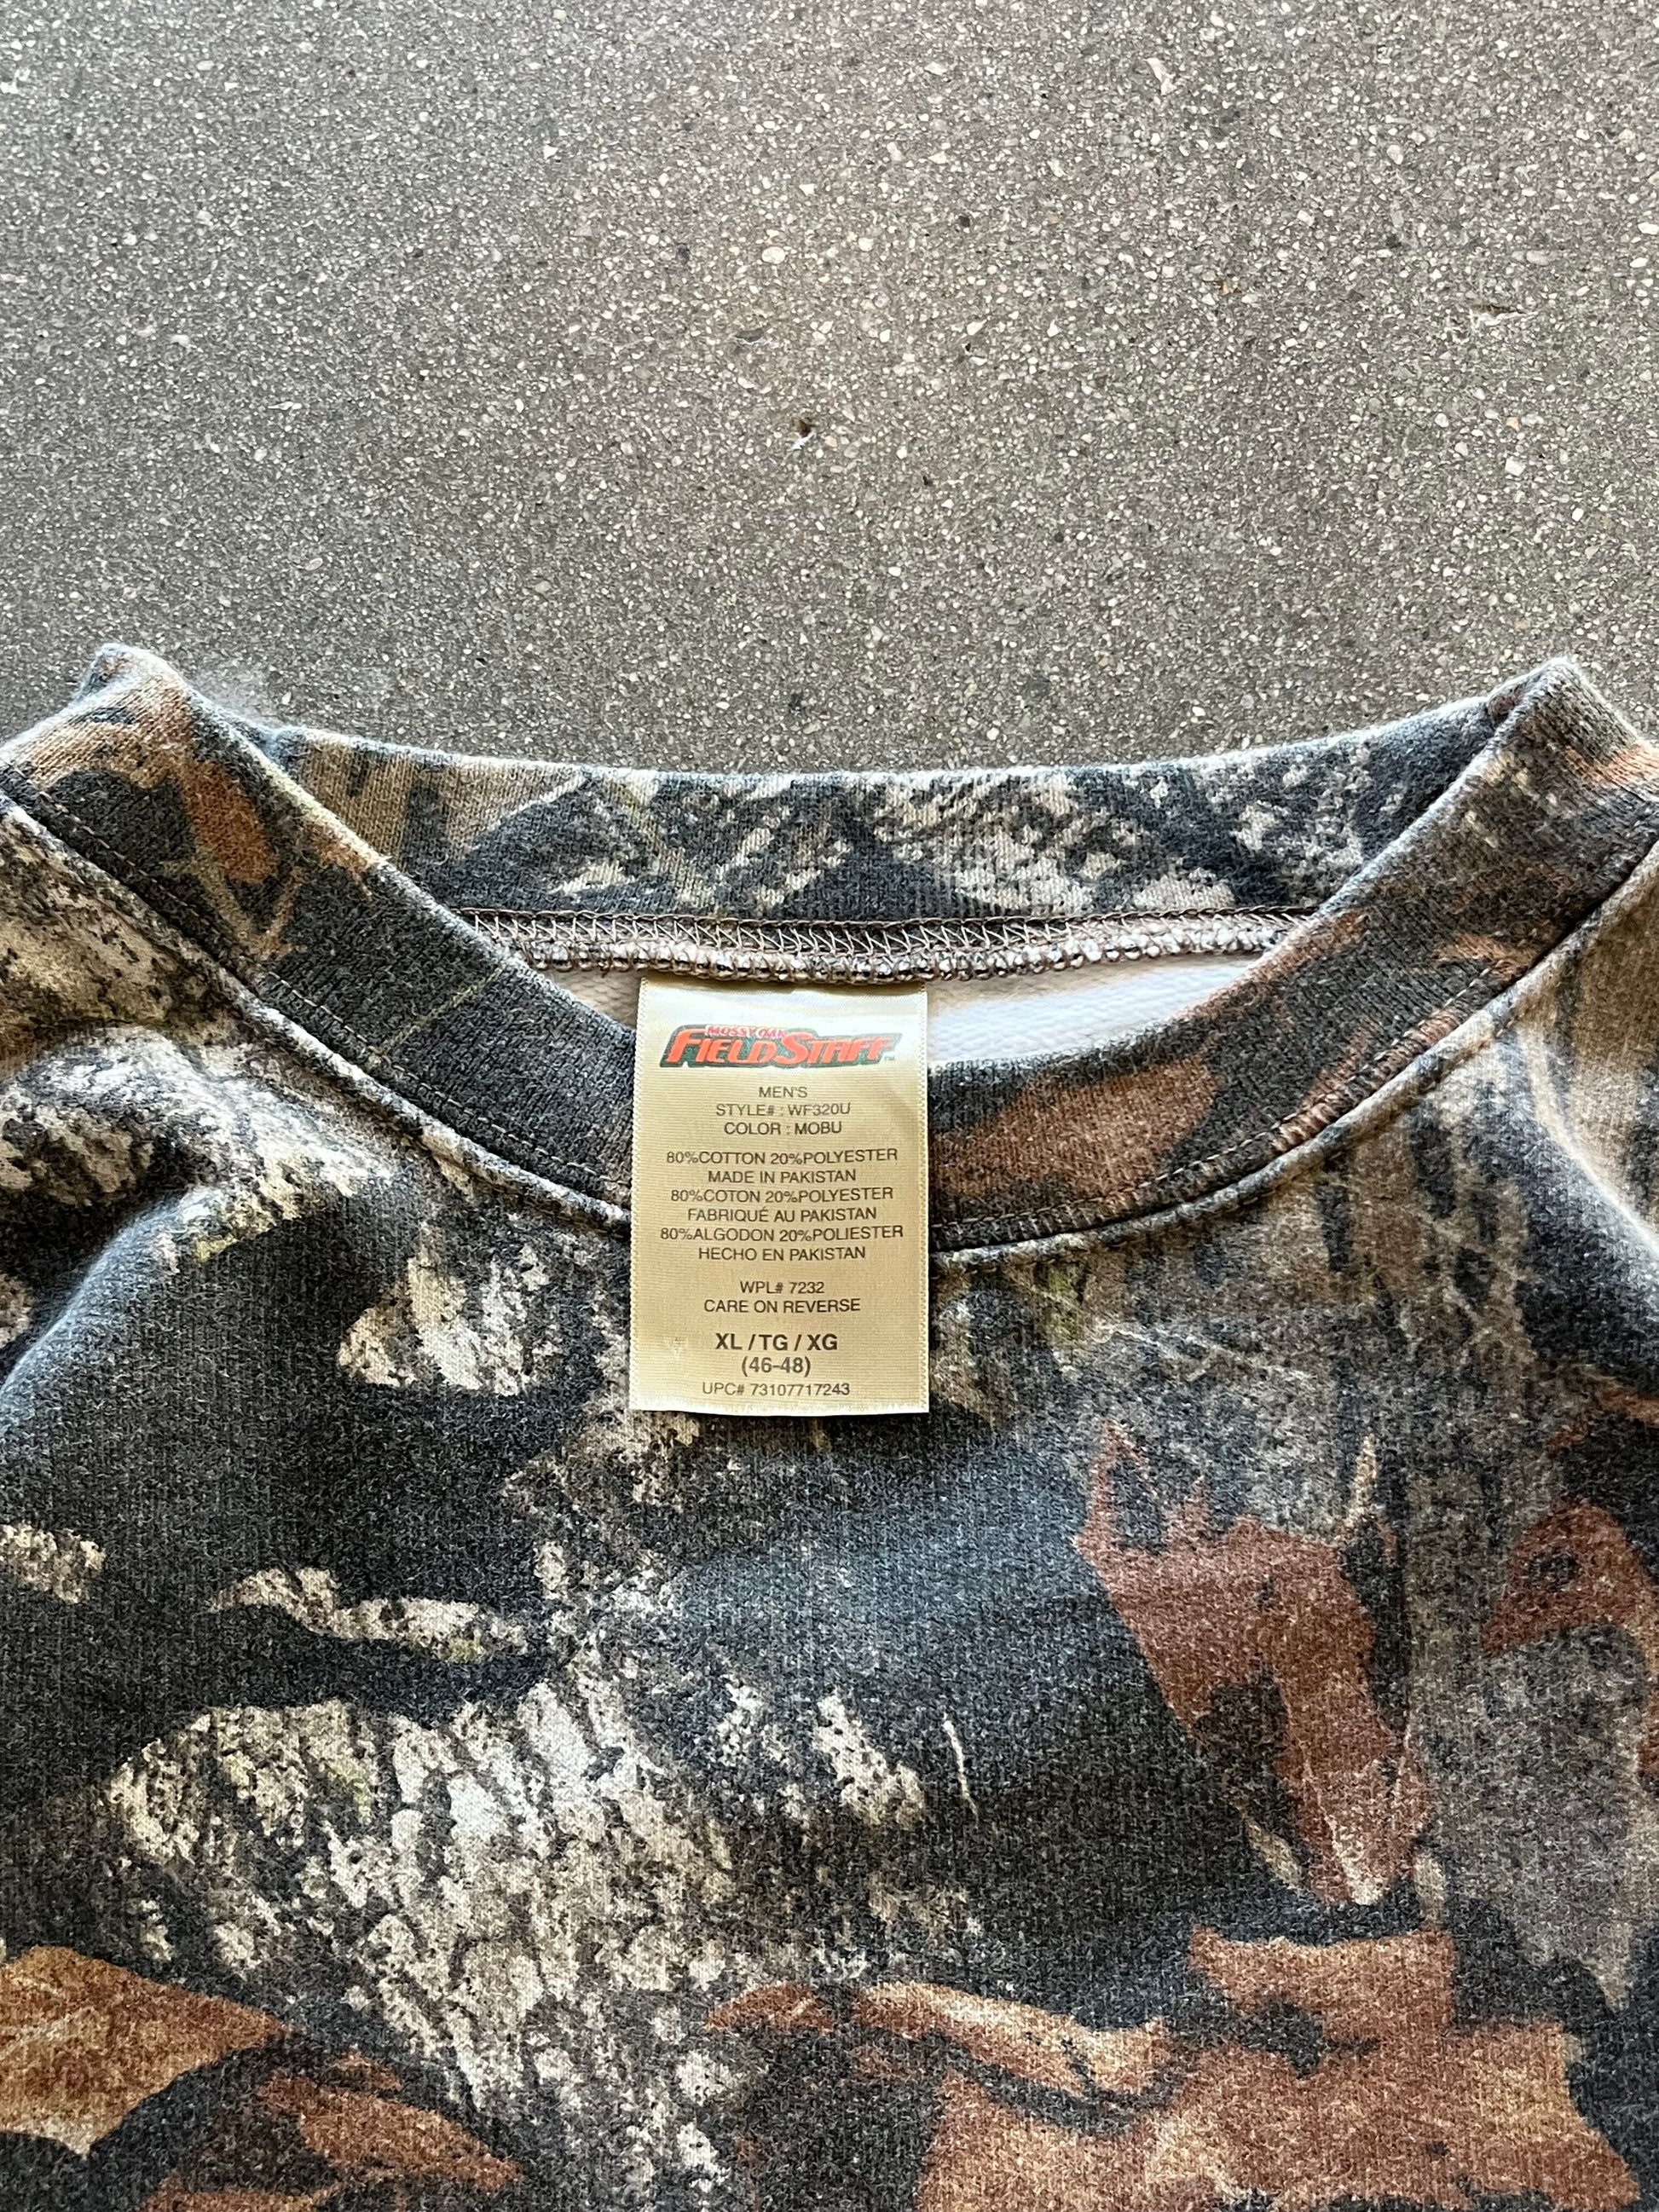 MOSSY OAK
FIELDSTAFF™
MEN'S
STYLE# : WF320U
COLOR : MOBU
80%COTTON 20%POLYESTER
MADE IN PAKISTAN
80%COTON 20%POLYESTER
FABRIQUÉ AU PAKISTAN
80%ALGODON 20%POLIESTER
HECHO EN PAKISTAN
WPL# 7232
CARE ON REVERSE
XL / TG / XG
(46-48)
UPC# 73107717243